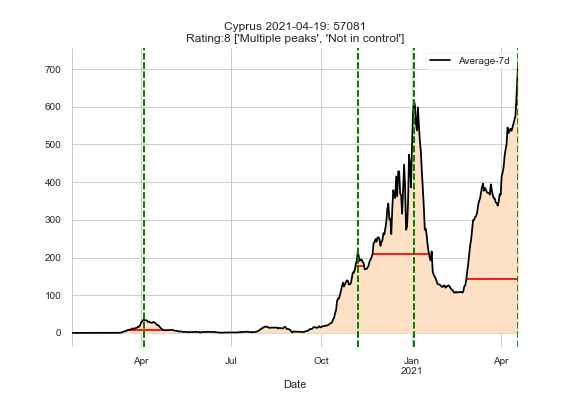 Cyprus 2021-04-19: 57081
Rating:8 ['Multiple peaks', 'Not in control']
Average-7d
700
600
500
400
300
200
100
0
Apr
Jul
Oct
Jan
2021
Apr
Date